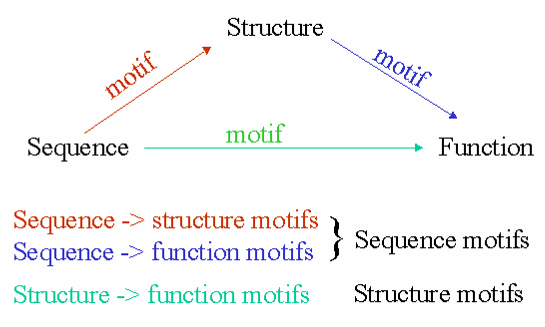 Structure
motif
motif
Sequence
motif
Function
Sequence -> structure motifs
Sequence -> function motifs
} Sequence motifs
Structure -> function motifs
Structure motifs